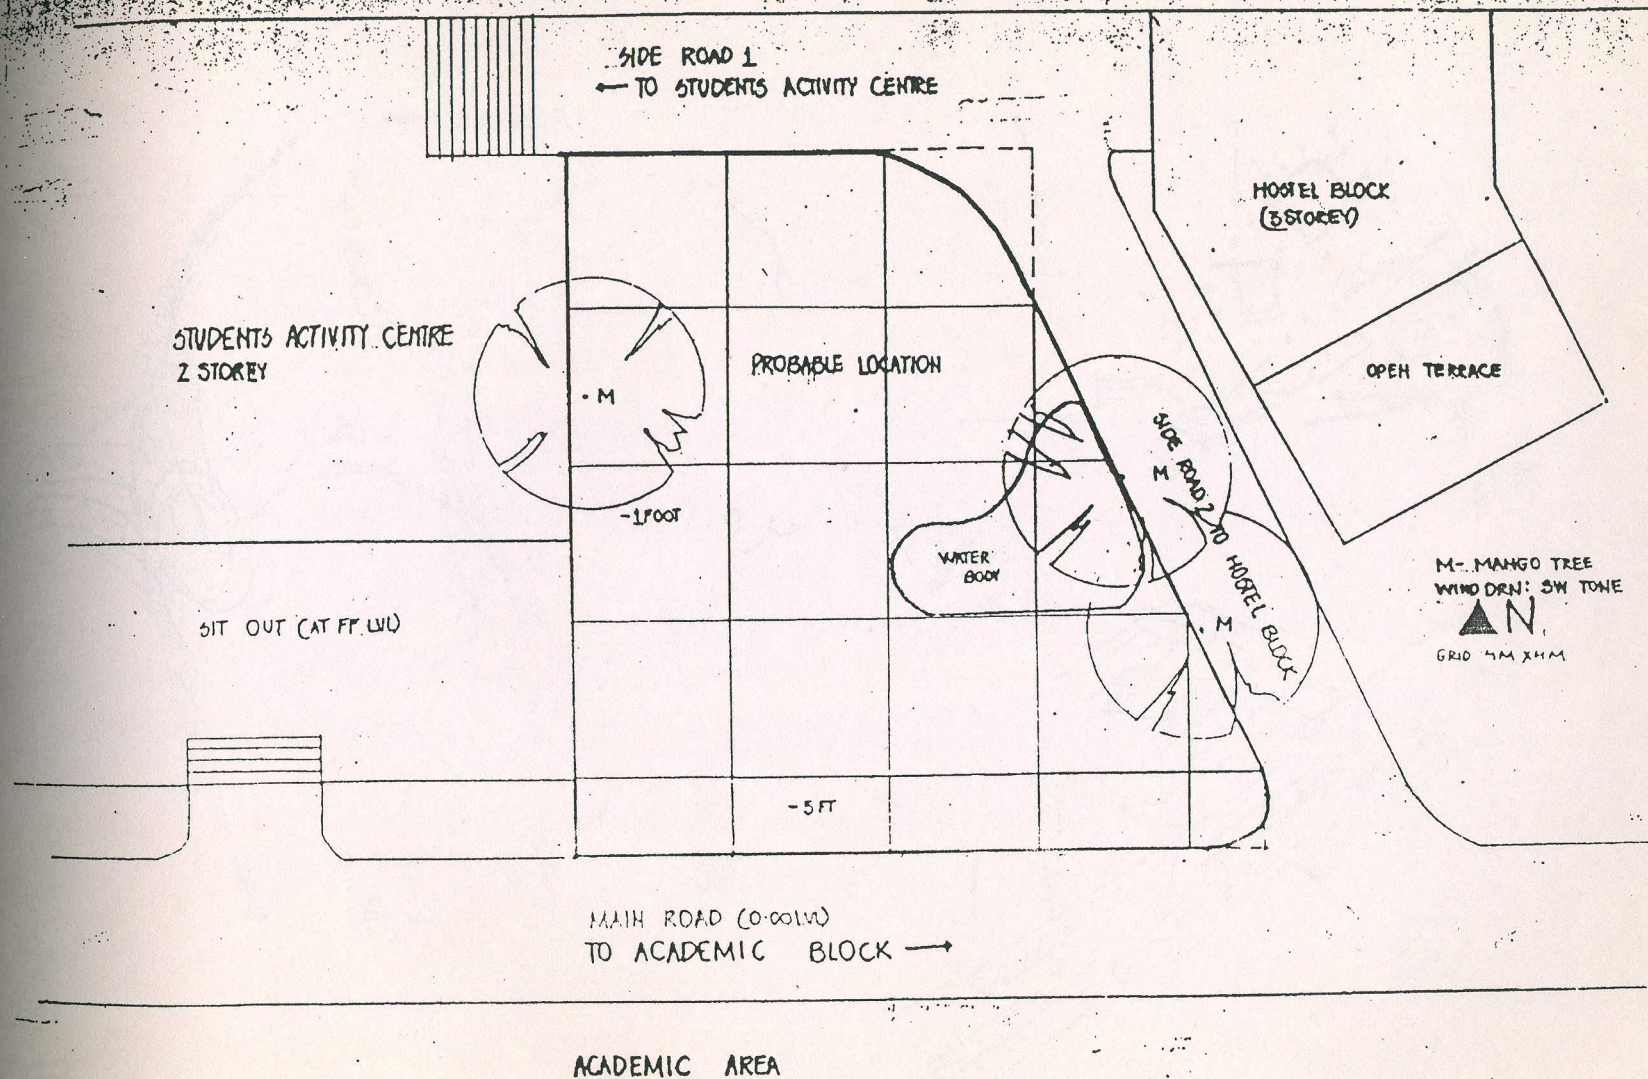 SIDE ROAD 1
← TO STUDENTS ACTIVITY CENTRE
HOSTEL BLOCK
(3 STOREY)
STUDENTS ACTIVITY CENTRE
2 STOREY
PROBABLE LOCATION
OPEN TERRACE
M
SIDE ROAD 2 TO HOSTEL BLOCK
M
-1 FOOT
WATER
BODY
M- MANGO TREE
WIND DRN: SW TO NE
N
GRID 4M X 4M
SIT OUT (AT FF LVL)
M
-5 FT
MAIN ROAD (0.00 LVL)
TO ACADEMIC BLOCK →
ACADEMIC AREA